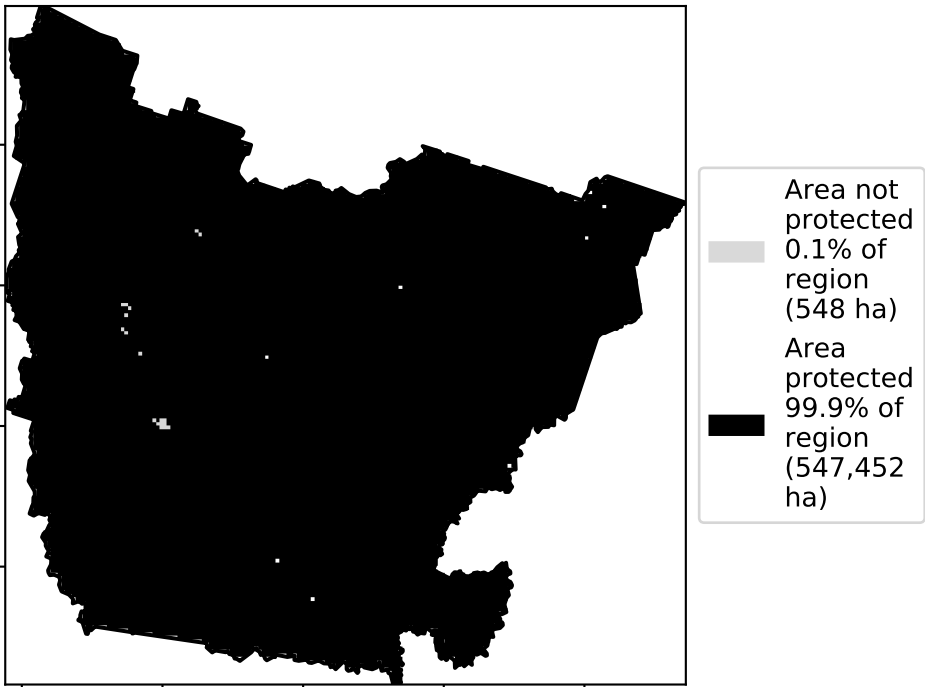 Area not
protected
0.1% of
region
(548 ha)
Area
protected
99.9% of
region
(547,452
ha)